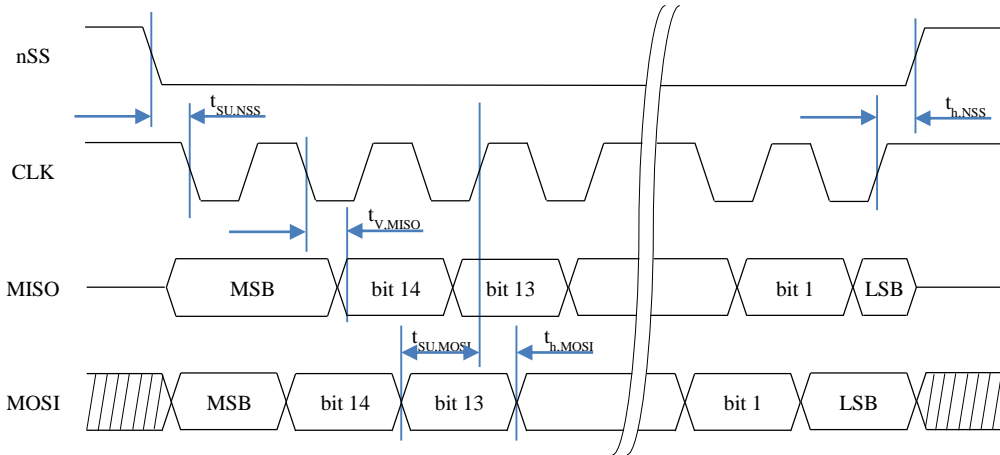 nSS
t_SU.NSS
t_h.NSS
CLK
t_V.MISO
MISO
MSB
bit 14
bit 13
bit 1
LSB
t_SU.MOSI
t_h.MOSI
MOSI
MSB
bit 14
bit 13
bit 1
LSB